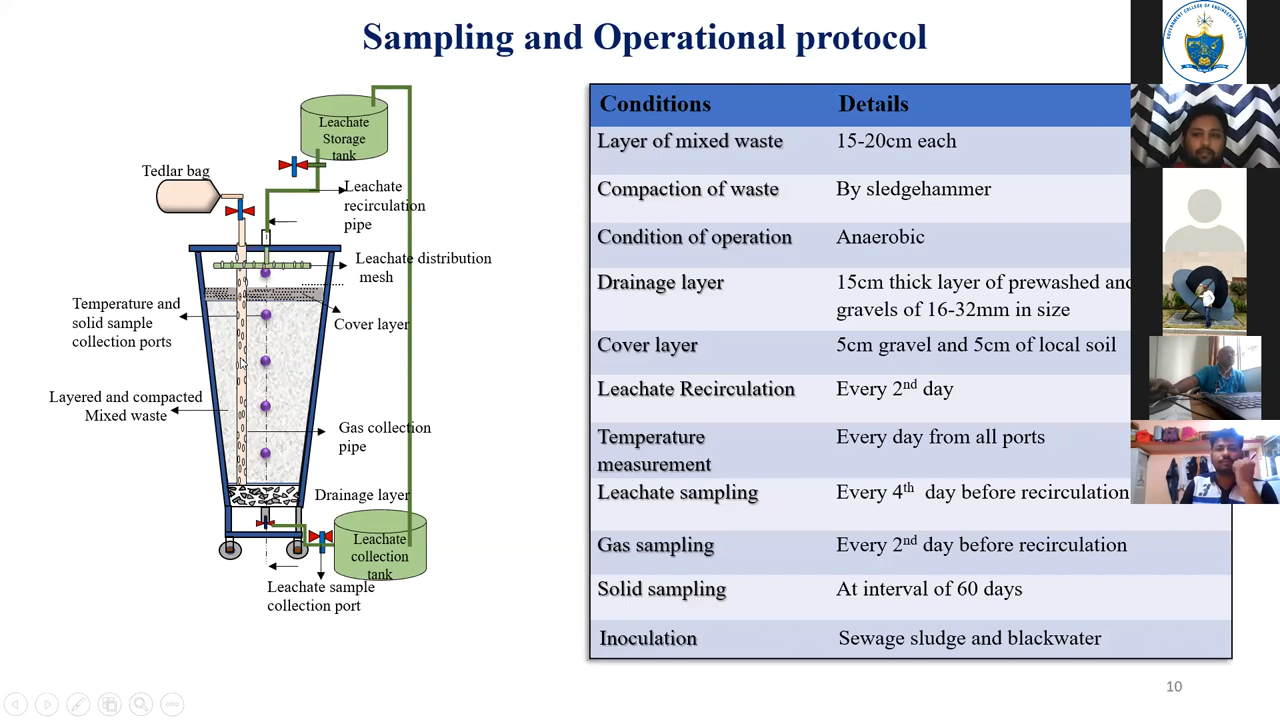 Sampling and Operational protocol
Leachate
Storage
tank
Tedlar bag
Leachate
recirculation
pipe
Leachate distribution
mesh
Temperature and
solid sample
collection ports
Cover layer
Layered and compacted
Mixed waste
Gas collection
pipe
Drainage layer
Leachate
collection
tank
Leachate sample
collection port
Conditions Details
Layer of mixed waste 15-20cm each
Compaction of waste By sledgehammer
Condition of operation Anaerobic
Drainage layer 15cm thick layer of prewashed and
gravels of 16-32mm in size
Cover layer 5cm gravel and 5cm of local soil
Leachate Recirculation Every 2nd day
Temperature Every day from all ports
measurement
Leachate sampling Every 4th day before recirculation
Gas sampling Every 2nd day before recirculation
Solid sampling At interval of 60 days
Inoculation Sewage sludge and blackwater
10